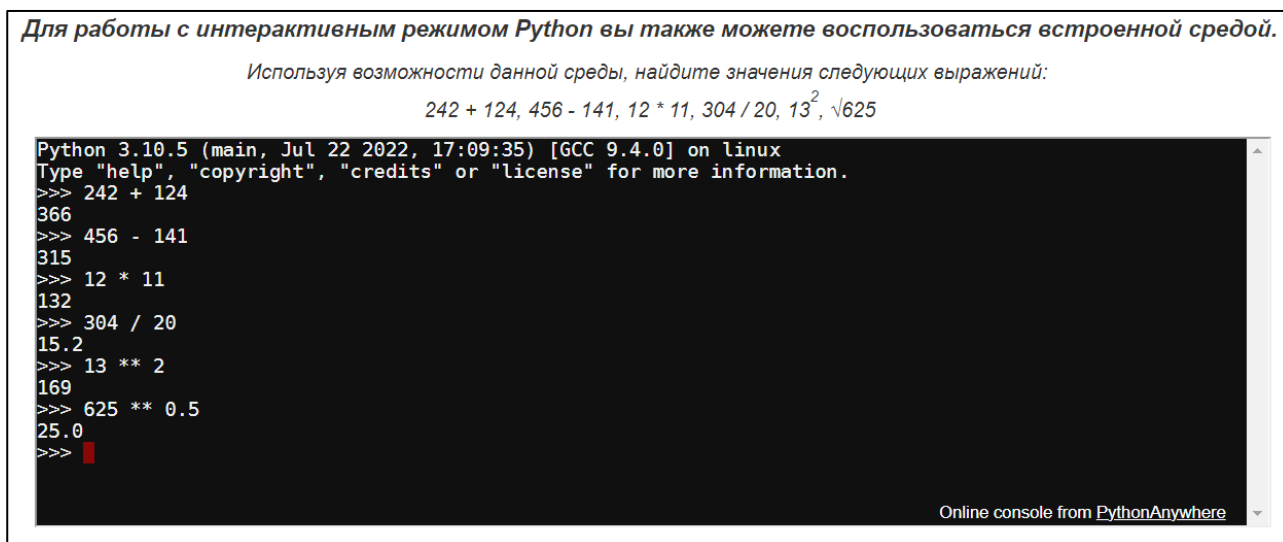 Для работы с интерактивным режимом Python вы также можете воспользоваться встроенной средой.
Используя возможности данной среды, найдите значения следующих выражений:
242 + 124, 456 - 141, 12 * 11, 304 / 20, 13², √625
Python 3.10.5 (main, Jul 22 2022, 17:09:35) [GCC 9.4.0] on linux
Type "help", "copyright", "credits" or "license" for more information.
>>> 242 + 124
366
>>> 456 - 141
315
>>> 12 * 11
132
>>> 304 / 20
15.2
>>> 13 ** 2
169
>>> 625 ** 0.5
25.0
>>>
Online console from PythonAnywhere